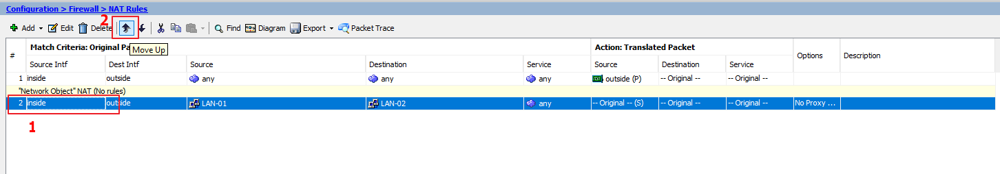 Configuration > Firewall > NAT Rules
2
Add Edit Delete Find Diagram Export Packet Trace
Move Up
# Match Criteria: Original Pa Action: Translated Packet Options Description
Source Intf Dest Intf Source Destination Service Source Destination Service
1 inside outside any any any outside (P) -- Original -- -- Original --
"Network Object" NAT (No rules)
2 inside outside LAN-01 LAN-02 any -- Original -- (S) -- Original -- -- Original -- No Proxy ...
1